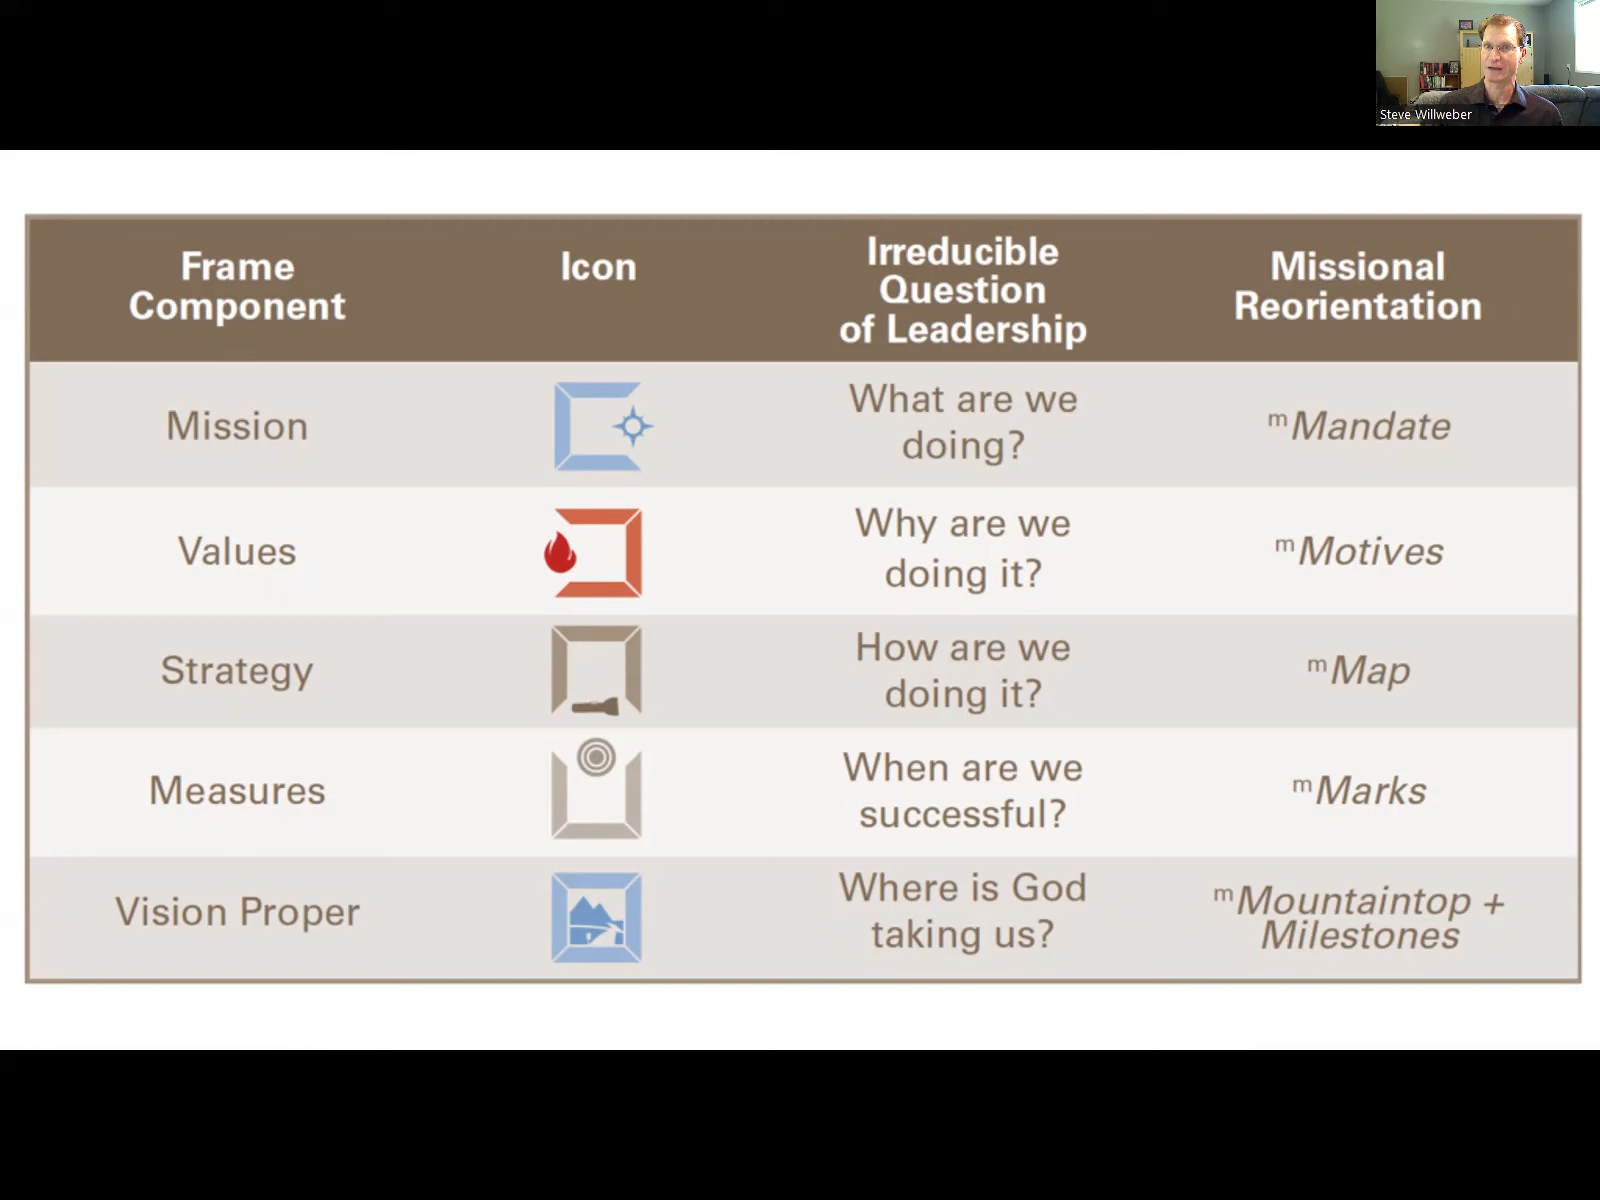 Steve Willweber
Frame
Component
Icon
Irreducible
Question
of Leadership
Missional
Reorientation
Mission
What are we
doing?
mMandate
Values
Why are we
doing it?
mMotives
Strategy
How are we
doing it?
mMap
Measures
When are we
successful?
mMarks
Vision Proper
Where is God
taking us?
mMountaintop +
Milestones